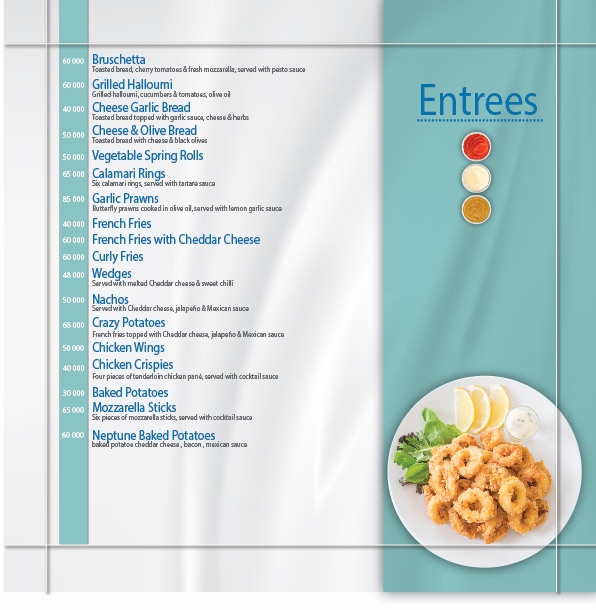 Entrees
60 000 Bruschetta
Toasted bread, cherry tomatoes & fresh mozzarella, served with pesto sauce
60 000 Grilled Halloumi
Grilled halloumi, cucumbers & tomatoes, olive oil
40 000 Cheese Garlic Bread
Toasted bread topped with garlic sauce, cheese & herbs
50 000 Cheese & Olive Bread
Toasted bread with cheese & black olives
50 000 Vegetable Spring Rolls
65 000 Calamari Rings
Six calamari rings, served with tartare sauce
85 000 Garlic Prawns
Butterfly prawns cooked in olive oil, served with lemon garlic sauce
40 000 French Fries
60 000 French Fries with Cheddar Cheese
60 000 Curly Fries
48 000 Wedges
Served with melted Cheddar cheese & sweet chilli
50 000 Nachos
Served with Cheddar cheese, jalapeño & Mexican sauce
68 000 Crazy Potatoes
French fries topped with Cheddar cheese, jalapeño & Mexican sauce
50 000 Chicken Wings
40 000 Chicken Crispies
Four pieces of tenderloin chicken pané, served with cocktail sauce
30 000 Baked Potatoes
65 000 Mozzarella Sticks
Six pieces of mozzarella sticks, served with cocktail sauce
60 000 Neptune Baked Potatoes
baked potatoe cheddar cheese , bacon , mexican sauce